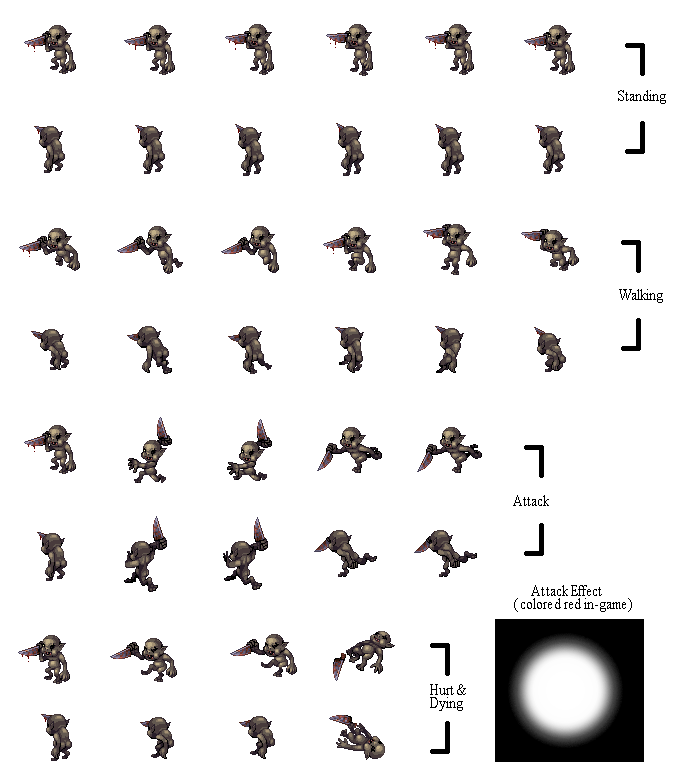 Standing
Walking
Attack
Attack Effect
(colored red in-game)
Hurt &
Dying